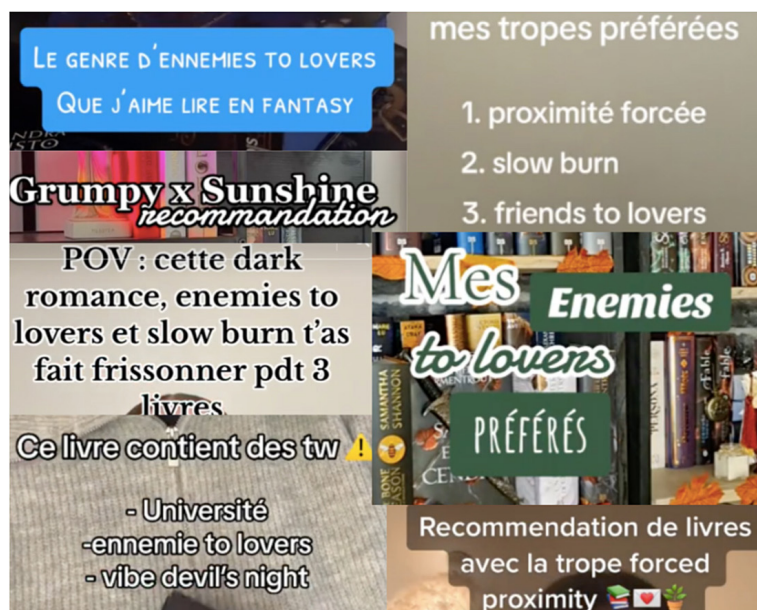 LE GENRE D'ENNEMIES TO LOVERS
QUE J'AIME LIRE EN FANTASY
mes tropes préférées
1. proximité forcée
2. slow burn
3. friends to lovers
Grumpy x Sunshine
recommandation
POV : cette dark
romance, enemies to
lovers et slow burn t'as
fait frissonner pdt 3
livres
Mes
Enemies
to lovers
PRÉFÉRÉS
SAMANTHA
SHANNON
BONE
SEASON
Fable
Ce livre contient des tw ⚠️
- Université
-ennemie to lovers
- vibe devil's night
Recommendation de livres
avec la trope forced
proximity 📚💌🌿